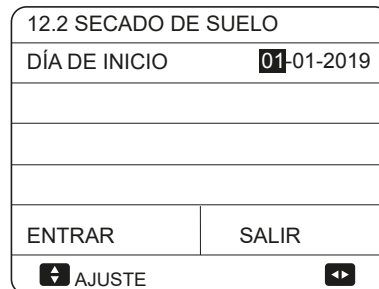 12.2 SECADO DE SUELO
DÍA DE INICIO 01-01-2019
ENTRAR SALIR
AJUSTE